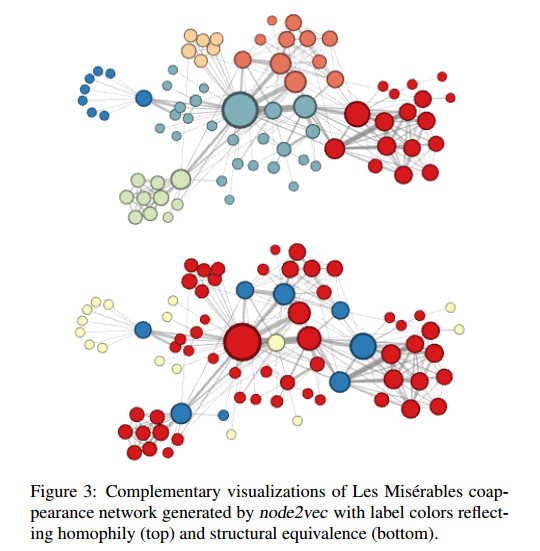 Figure 3: Complementary visualizations of Les Misérables coap-
pearance network generated by node2vec with label colors reflect-
ing homophily (top) and structural equivalence (bottom).